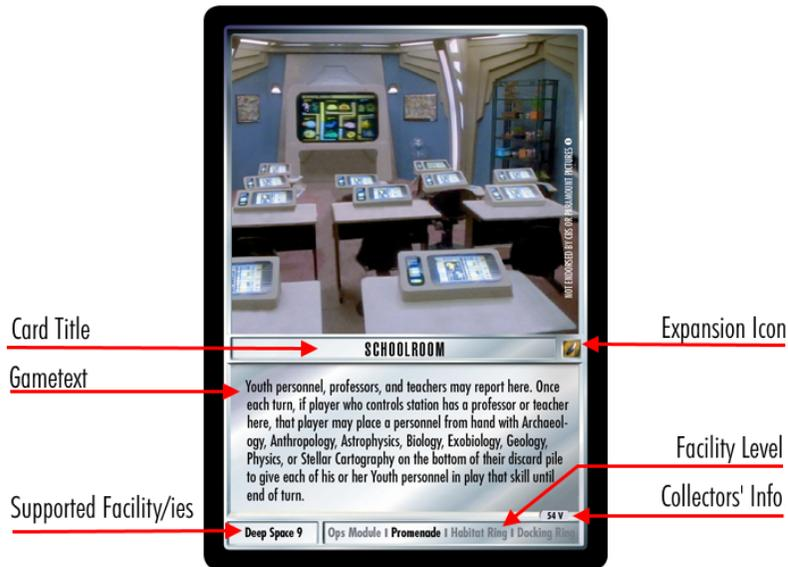 NOT ENDORSED BY CBS OR PARAMOUNT PICTURES
Card Title
Expansion Icon
SCHOOLROOM
Gametext
Youth personnel, professors, and teachers may report here. Once
each turn, if player who controls station has a professor or teacher
here, that player may place a personnel from hand with Archaeol-
ogy, Anthropology, Astrophysics, Biology, Exobiology, Geology,
Physics, or Stellar Cartography on the bottom of their discard pile
to give each of his or her Youth personnel in play that skill until
end of turn.
Facility Level
Collectors' Info
54 V
Supported Facility/ies
Deep Space 9
Ops Module I Promenade I Habitat Ring I Docking Ring